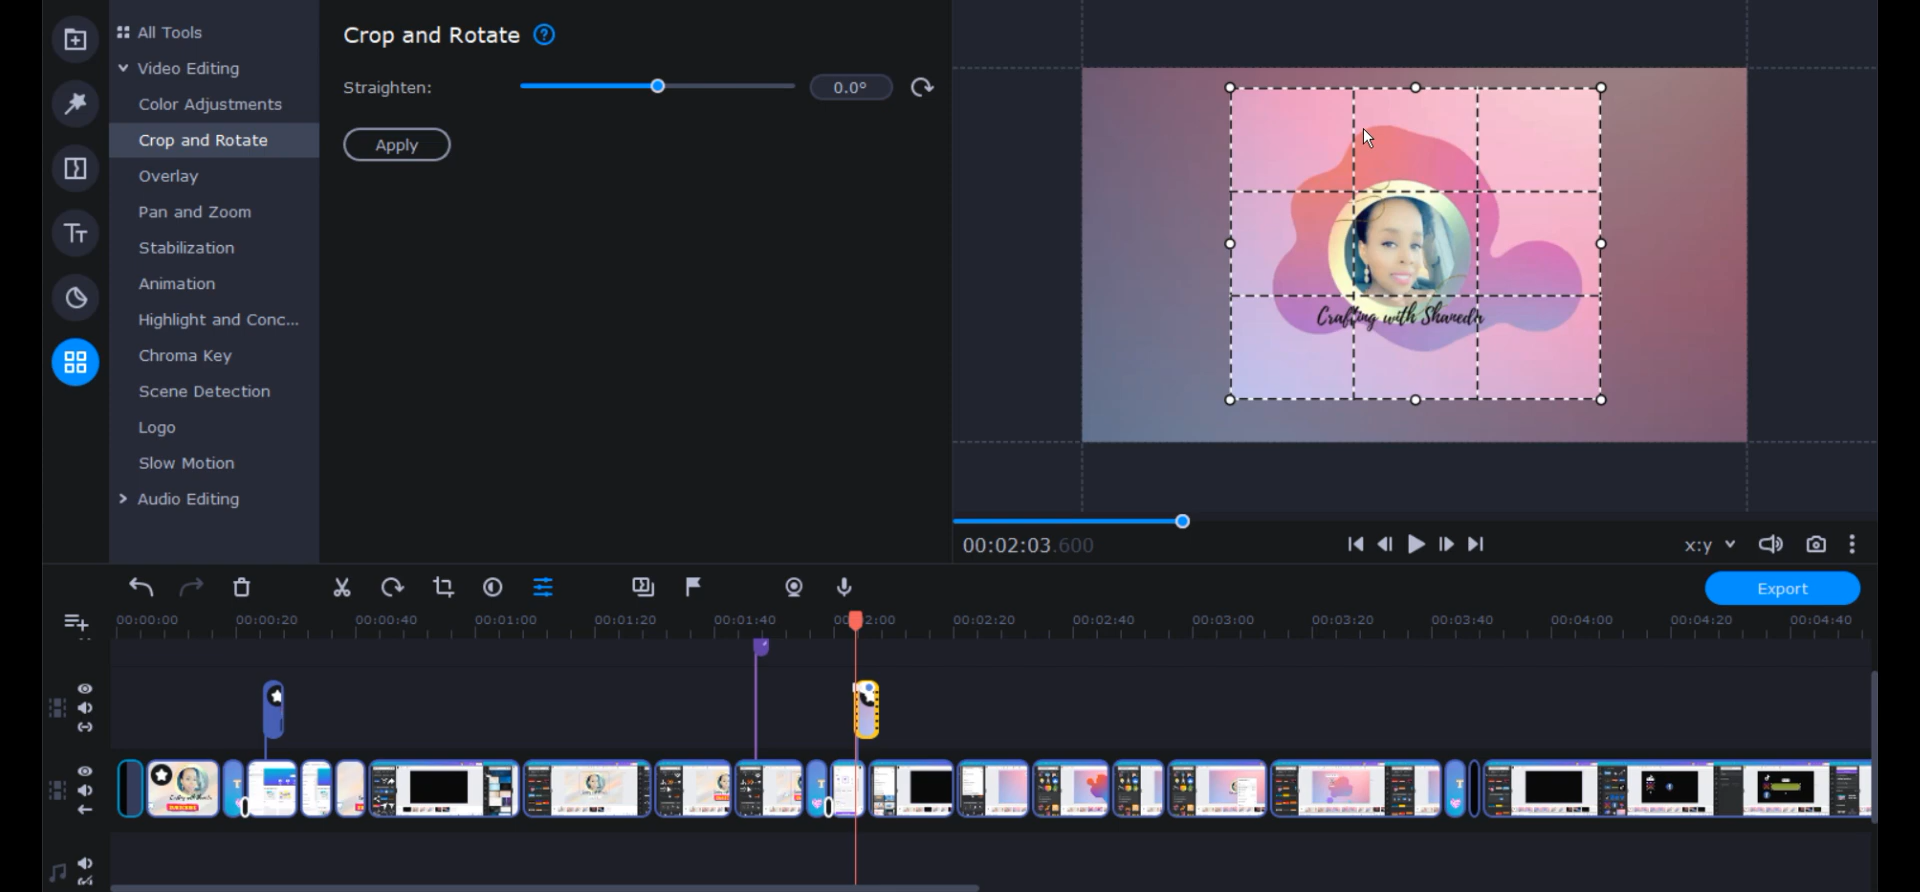 All Tools
Video Editing
Color Adjustments
Crop and Rotate
Overlay
Pan and Zoom
Stabilization
Animation
Highlight and Conc...
Chroma Key
Scene Detection
Logo
Slow Motion
Audio Editing
Crop and Rotate ?
Straighten:
0.0°
Apply
Crafting with Shaneda
00:02:03.600
x:y
Export
00:00:00 00:00:20 00:00:40 00:01:00 00:01:20 00:01:40 00:02:00 00:02:20 00:02:40 00:03:00 00:03:20 00:03:40 00:04:00 00:04:20 00:04:40